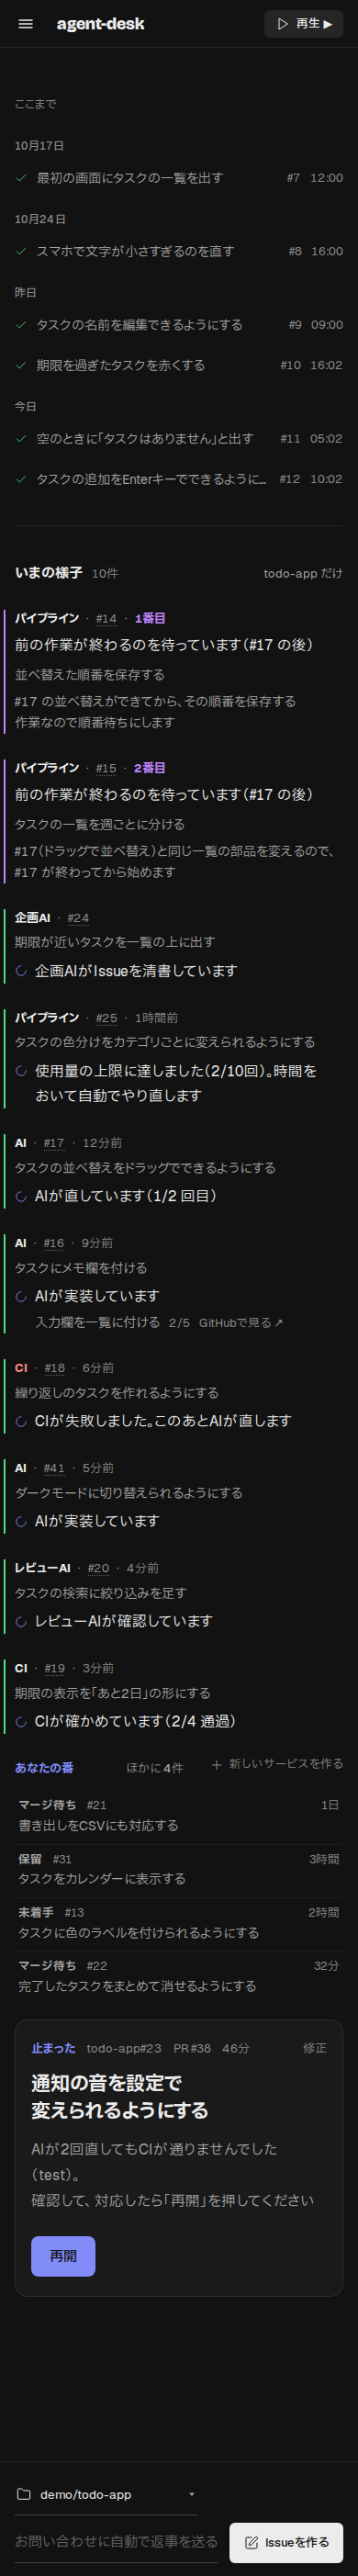 agent-desk
再生 ▶
ここまで
10月17日
最初の画面にタスクの一覧を出す #7 12:00
10月24日
スマホで文字が小さすぎるのを直す #8 16:00
昨日
タスクの名前を編集できるようにする #9 09:00
期限を過ぎたタスクを赤くする #10 16:02
今日
空のときに「タスクはありません」と出す #11 05:02
タスクの追加をEnterキーでできるように… #12 10:02
いまの様子 10件 todo-app だけ
パイプライン · #14 · 1番目
前の作業が終わるのを待っています（#17 の後）
並べ替えた順番を保存する
#17 の並べ替えができてから、その順番を保存する
作業なので順番待ちにします
パイプライン · #15 · 2番目
前の作業が終わるのを待っています（#17 の後）
タスクの一覧を週ごとに分ける
#17（ドラッグで並べ替え）と同じ一覧の部品を変えるので、
#17 が終わってから始めます
企画AI · #24
期限が近いタスクを一覧の上に出す
企画AIがIssueを清書しています
パイプライン · #25 · 1時間前
タスクの色分けをカテゴリごとに変えられるようにする
使用量の上限に達しました（2/10回）。時間を
おいて自動でやり直します
AI · #17 · 12分前
タスクの並べ替えをドラッグでできるようにする
AIが直しています（1/2 回目）
AI · #16 · 9分前
タスクにメモ欄を付ける
AIが実装しています
入力欄を一覧に付ける 2/5 GitHubで見る ↗
CI · #18 · 6分前
繰り返しのタスクを作れるようにする
CIが失敗しました。このあとAIが直します
AI · #41 · 5分前
ダークモードに切り替えられるようにする
AIが実装しています
レビューAI · #20 · 4分前
タスクの検索に絞り込みを足す
レビューAIが確認しています
CI · #19 · 3分前
期限の表示を「あと2日」の形にする
CIが確かめています（2/4 通過）
あなたの番 ほかに4件 ＋ 新しいサービスを作る
マージ待ち #21 1日
書き出しをCSVにも対応する
保留 #31 3時間
タスクをカレンダーに表示する
未着手 #13 2時間
タスクに色のラベルを付けられるようにする
マージ待ち #22 32分
完了したタスクをまとめて消せるようにする
止まった todo-app#23 PR#38 46分 修正
通知の音を設定で
変えられるようにする
AIが2回直してもCIが通りませんでした
（test）。
確認して、対応したら「再開」を押してください
再開
demo/todo-app
お問い合わせに自動で返事を送る
Issueを作る